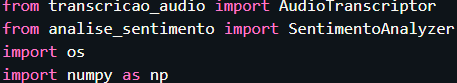 from transcricao_audio import AudioTranscriptor
from analise_sentimento import SentimentoAnalyzer
import os
import numpy as np